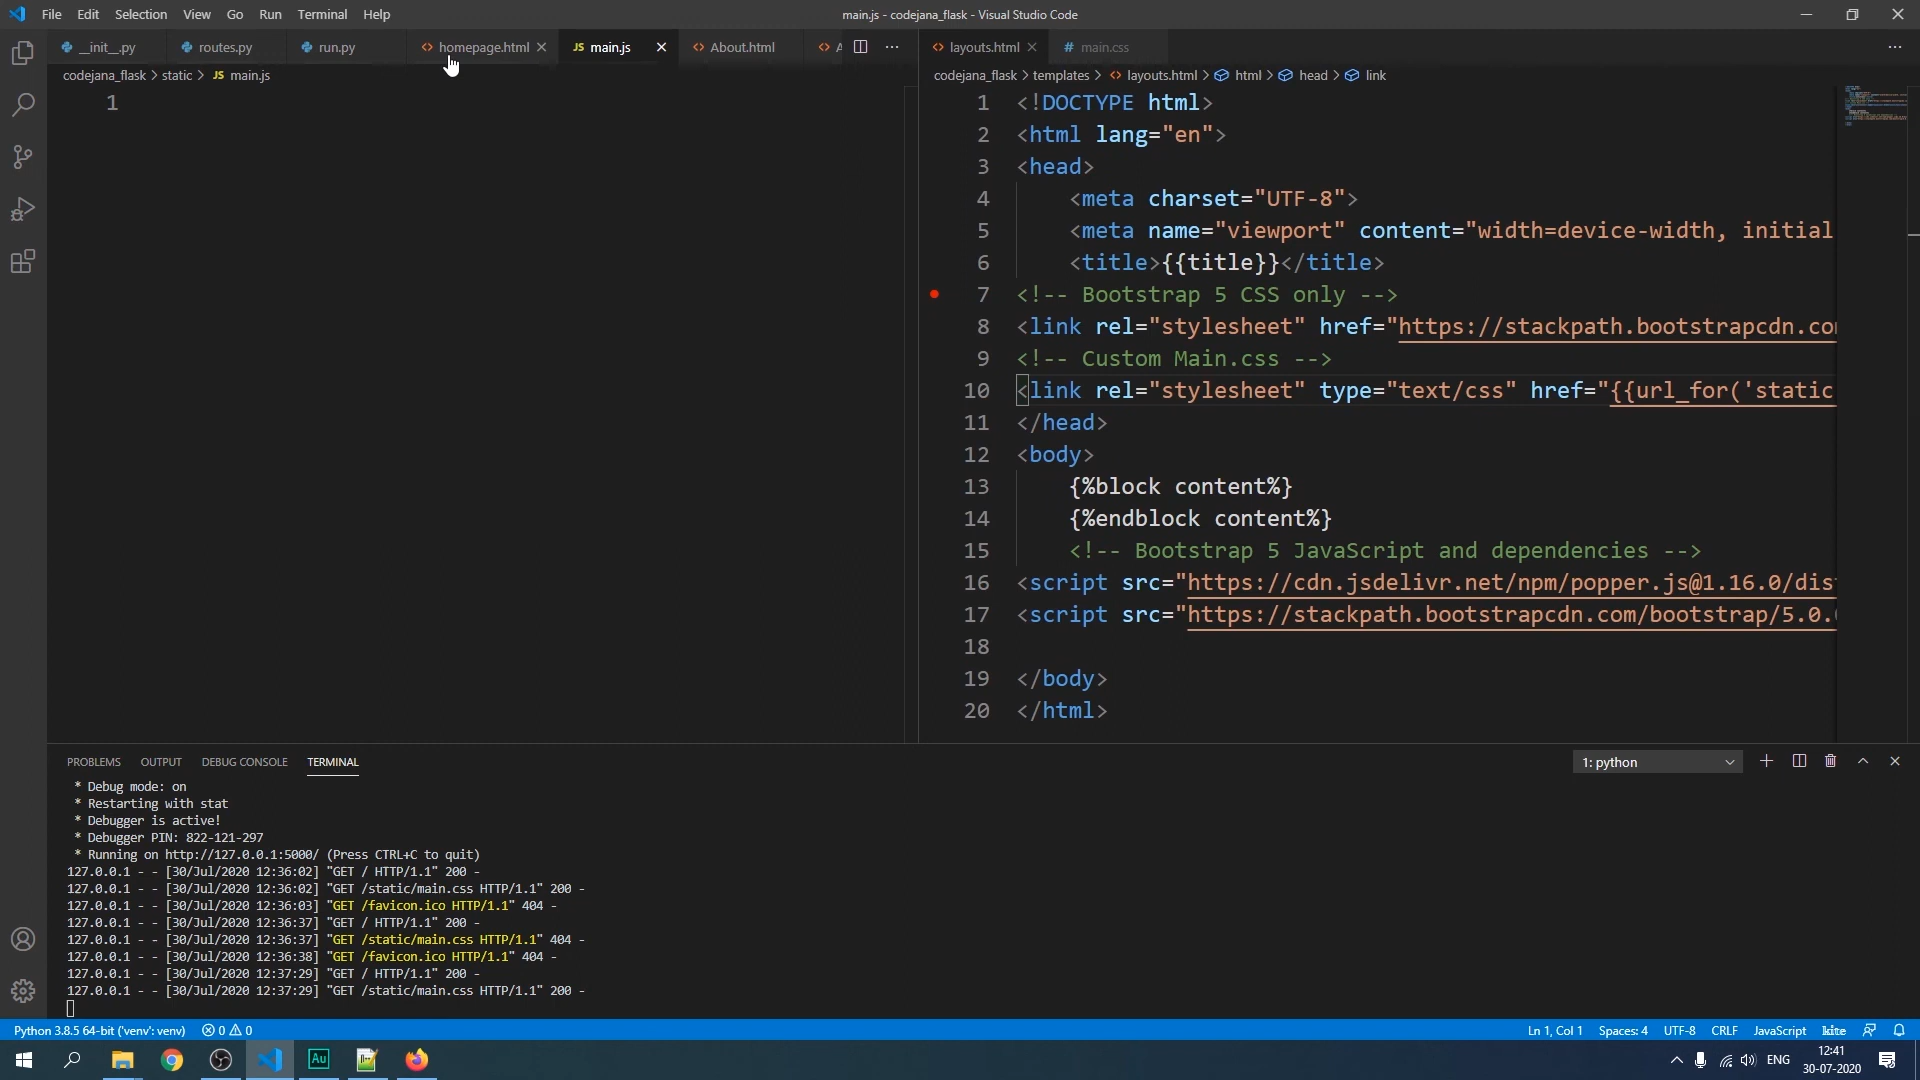 File Edit Selection View Go Run Terminal Help
main.js - codejana_flask - Visual Studio Code
__init__.py routes.py run.py homepage.html main.js About.html
codejana_flask > static > JS main.js
1
layouts.html # main.css
codejana_flask > templates > layouts.html > html > head > link
1 <!DOCTYPE html>
2 <html lang="en">
3 <head>
4 <meta charset="UTF-8">
5 <meta name="viewport" content="width=device-width, initial
6 <title>{{title}}</title>
7 <!-- Bootstrap 5 CSS only -->
8 <link rel="stylesheet" href="https://stackpath.bootstrapcdn.co
9 <!-- Custom Main.css -->
10 <link rel="stylesheet" type="text/css" href="{{url_for('static
11 </head>
12 <body>
13 {%block content%}
14 {%endblock content%}
15 <!-- Bootstrap 5 JavaScript and dependencies -->
16 <script src="https://cdn.jsdelivr.net/npm/popper.js@1.16.0/dis
17 <script src="https://stackpath.bootstrapcdn.com/bootstrap/5.0.
18
19 </body>
20 </html>
PROBLEMS OUTPUT DEBUG CONSOLE TERMINAL
1: python
* Debug mode: on
* Restarting with stat
* Debugger is active!
* Debugger PIN: 822-121-297
* Running on http://127.0.0.1:5000/ (Press CTRL+C to quit)
127.0.0.1 - - [30/Jul/2020 12:36:02] "GET / HTTP/1.1" 200 -
127.0.0.1 - - [30/Jul/2020 12:36:02] "GET /static/main.css HTTP/1.1" 200 -
127.0.0.1 - - [30/Jul/2020 12:36:03] "GET /favicon.ico HTTP/1.1" 404 -
127.0.0.1 - - [30/Jul/2020 12:36:37] "GET / HTTP/1.1" 200 -
127.0.0.1 - - [30/Jul/2020 12:36:37] "GET /static/main.css HTTP/1.1" 404 -
127.0.0.1 - - [30/Jul/2020 12:36:38] "GET /favicon.ico HTTP/1.1" 404 -
127.0.0.1 - - [30/Jul/2020 12:37:29] "GET / HTTP/1.1" 200 -
127.0.0.1 - - [30/Jul/2020 12:37:29] "GET /static/main.css HTTP/1.1" 200 -
Python 3.8.5 64-bit ('venv': venv) 0 0
Ln 1, Col 1 Spaces: 4 UTF-8 CRLF JavaScript kite
Au
ENG
12:41
30-07-2020